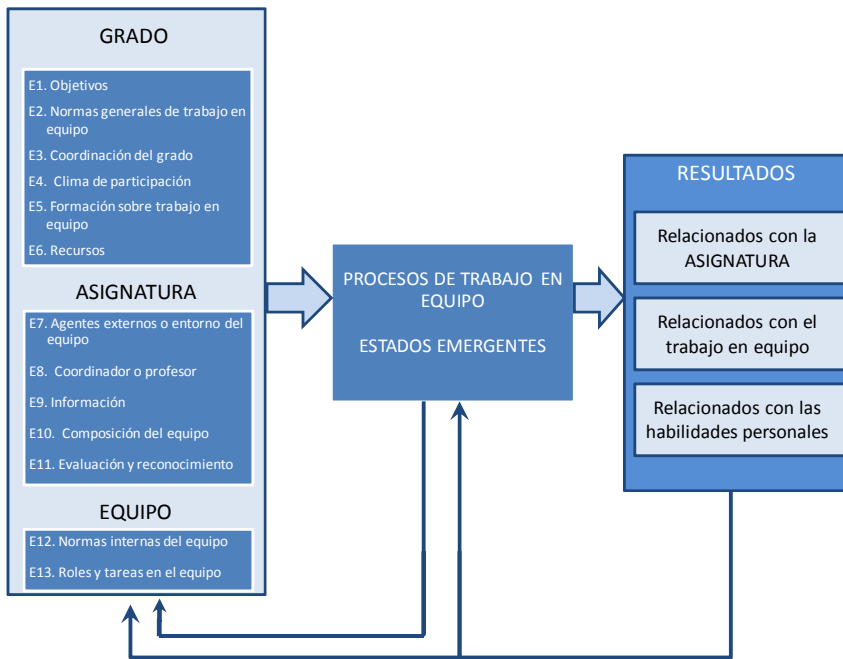 GRADO
E1. Objetivos
E2. Normas generales de trabajo en
equipo
E3. Coordinación del grado
E4. Clima de participación
E5. Formación sobre trabajo en
equipo
E6. Recursos
ASIGNATURA
E7. Agentes externos o entorno del
equipo
E8. Coordinador o profesor
E9. Información
E10. Composición del equipo
E11. Evaluación y reconocimiento
EQUIPO
E12. Normas internas del equipo
E13. Roles y tareas en el equipo
PROCESOS DE TRABAJO EN
EQUIPO
ESTADOS EMERGENTES
RESULTADOS
Relacionados con la
ASIGNATURA
Relacionados con el
trabajo en equipo
Relacionados con las
habilidades personales